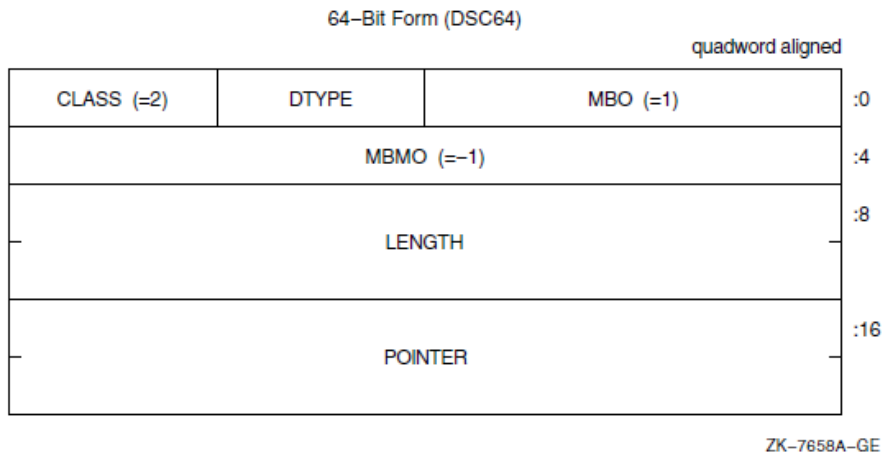 64–Bit Form (DSC64)
quadword aligned
CLASS (=2) DTYPE MBO (=1) :0
MBMO (=–1) :4
:8
LENGTH
:16
POINTER
ZK–7658A–GE